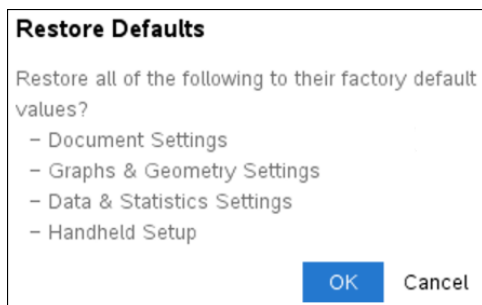 Restore Defaults
Restore all of the following to their factory default
values?
– Document Settings
– Graphs & Geometry Settings
– Data & Statistics Settings
– Handheld Setup
OK Cancel